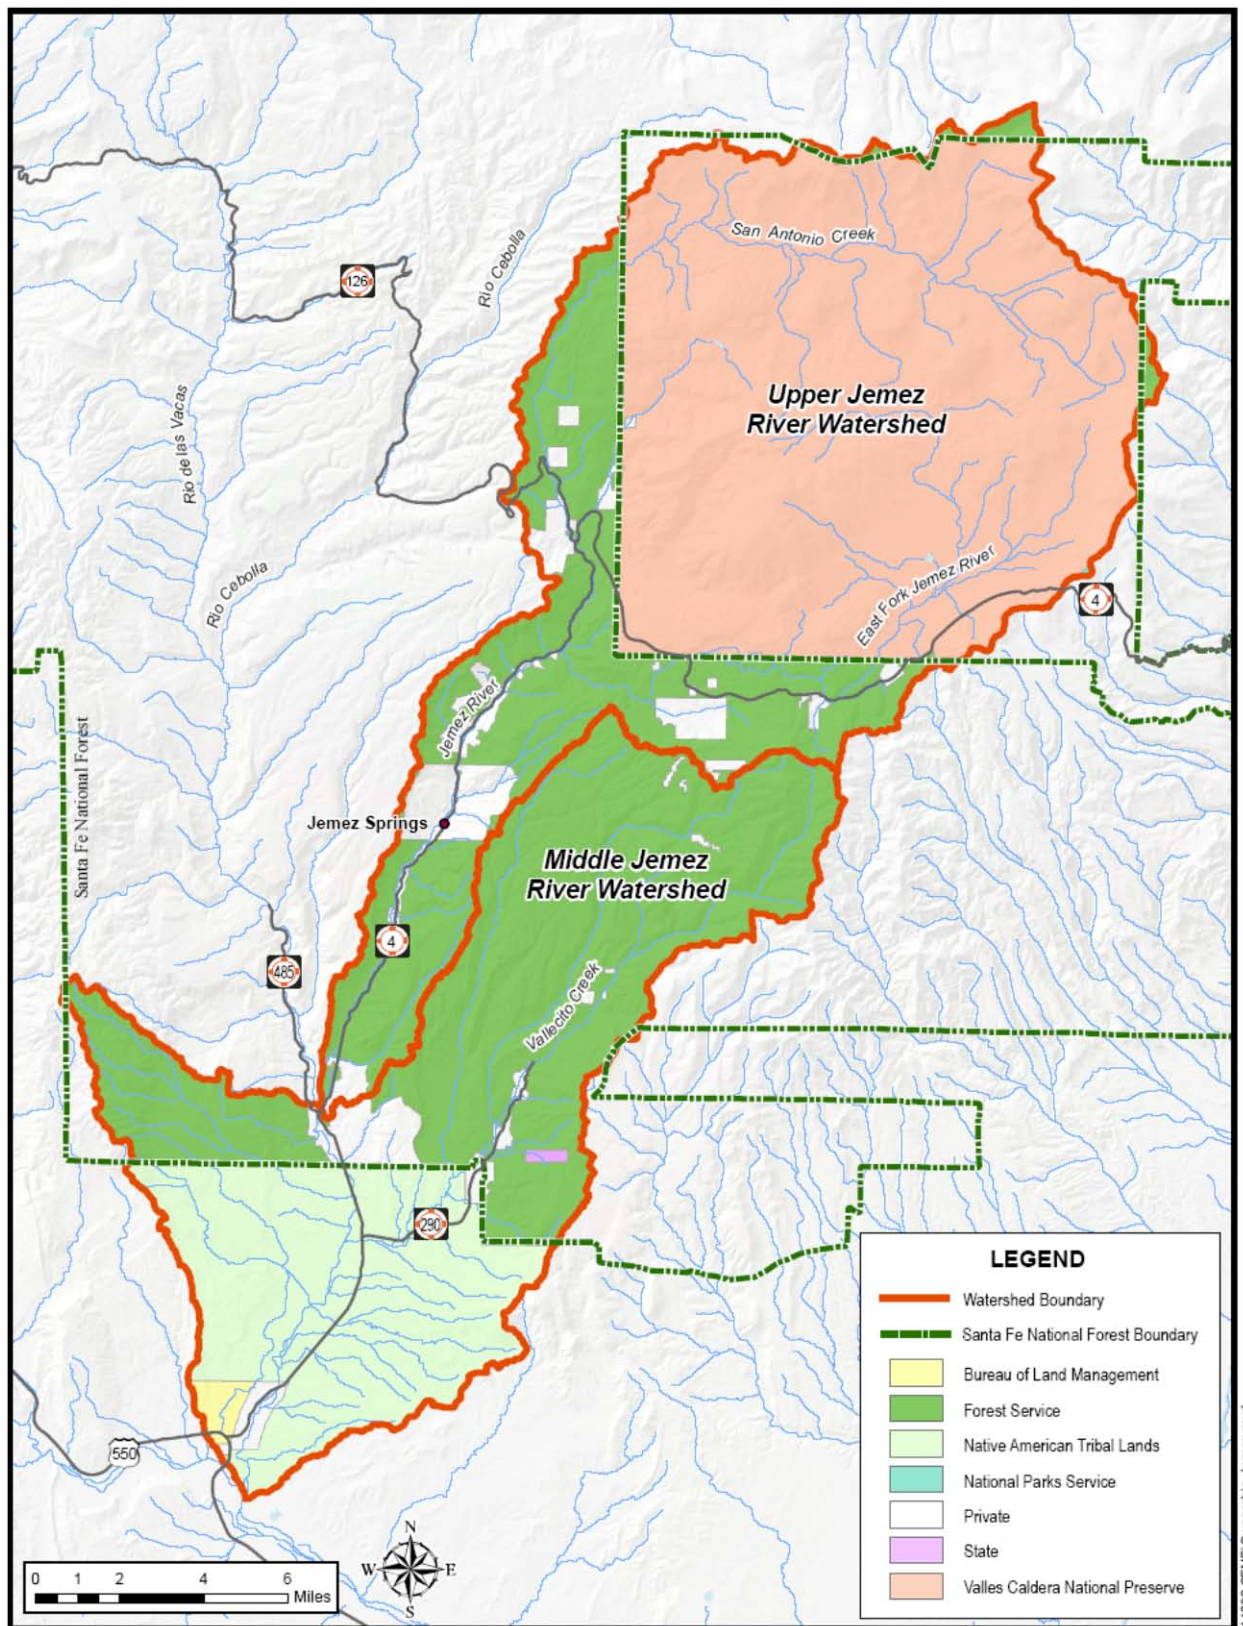 San Antonio Creek
Rio Cebolla
126
Upper Jemez
River Watershed
Rio de las Vacas
East Fork Jemez River
Rio Cebolla
4
Jemez River
Santa Fe National Forest
Jemez Springs
Middle Jemez
River Watershed
4
485
Vallecito Creek
290
LEGEND
Watershed Boundary
Santa Fe National Forest Boundary
Bureau of Land Management
Forest Service
Native American Tribal Lands
National Parks Service
Private
State
Valles Caldera National Preserve
550
N
W E
S
0 1 2 4 6
Miles